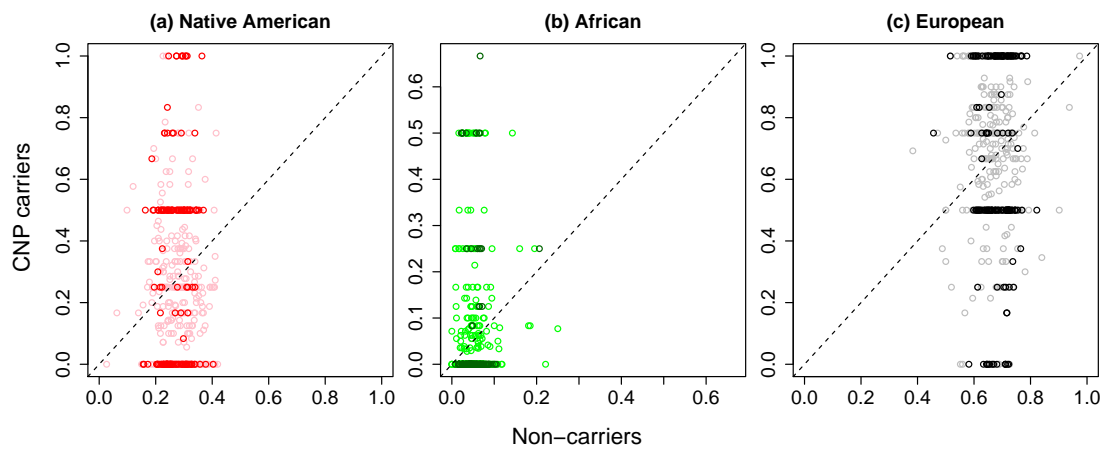 (a) Native American
(b) African
(c) European
CNP carriers
0.0 0.2 0.4 0.6 0.8 1.0
0.0 0.1 0.2 0.3 0.4 0.5 0.6
0.0 0.2 0.4 0.6 0.8 1.0
0.0 0.2 0.4 0.6 0.8 1.0
0.0 0.2 0.4 0.6
0.0 0.2 0.4 0.6 0.8 1.0
Non−carriers